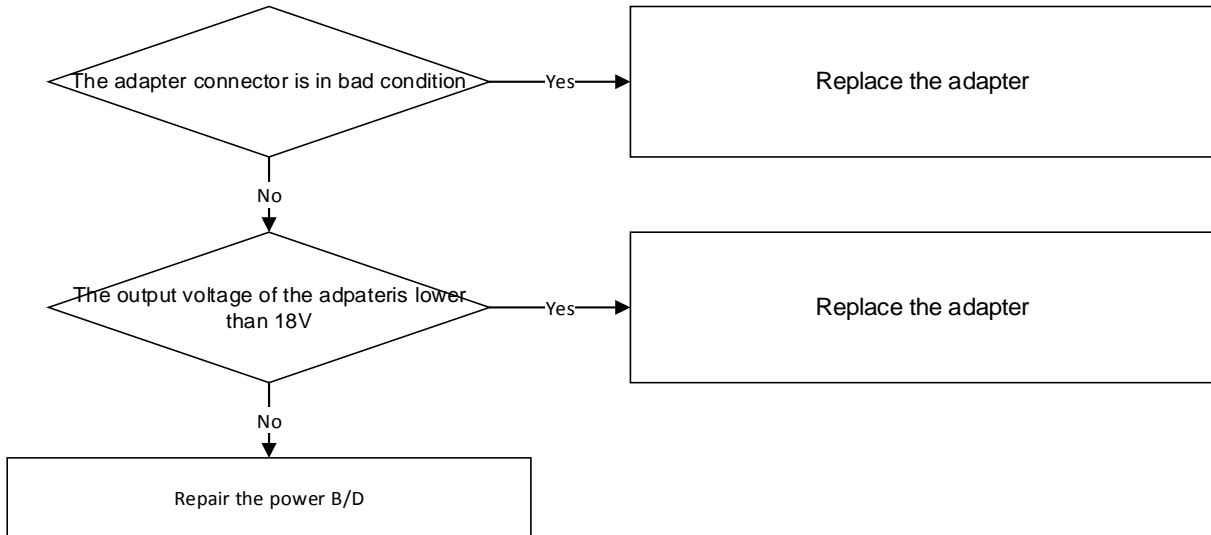 The adapter connector is in bad condition
Yes
Replace the adapter
No
The output voltage of the adpateris lower
than 18V
Yes
Replace the adapter
No
Repair the power B/D